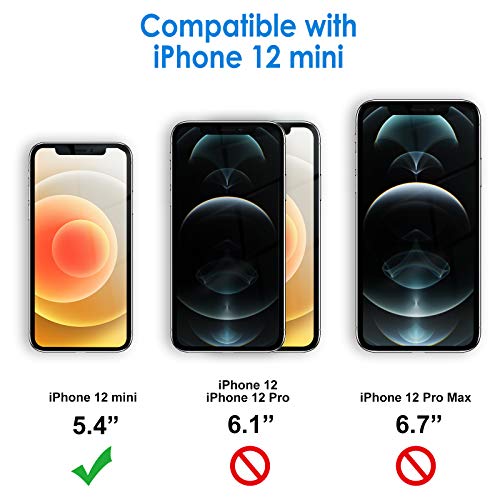 Compatible with
iPhone 12 mini
iPhone 12 mini
5.4”
iPhone 12
iPhone 12 Pro
6.1”
iPhone 12 Pro Max
6.7”